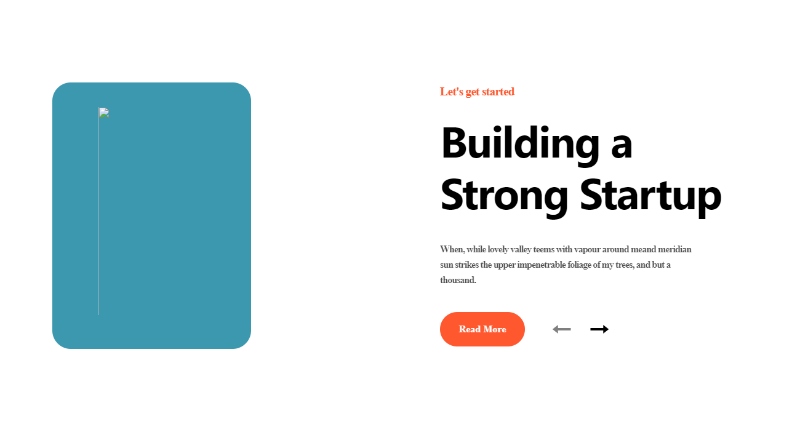 Let's get started
Building a
Strong Startup
When, while lovely valley teems with vapour around meand meridian
sun strikes the upper impenetrable foliage of my trees, and but a
thousand.
Read More